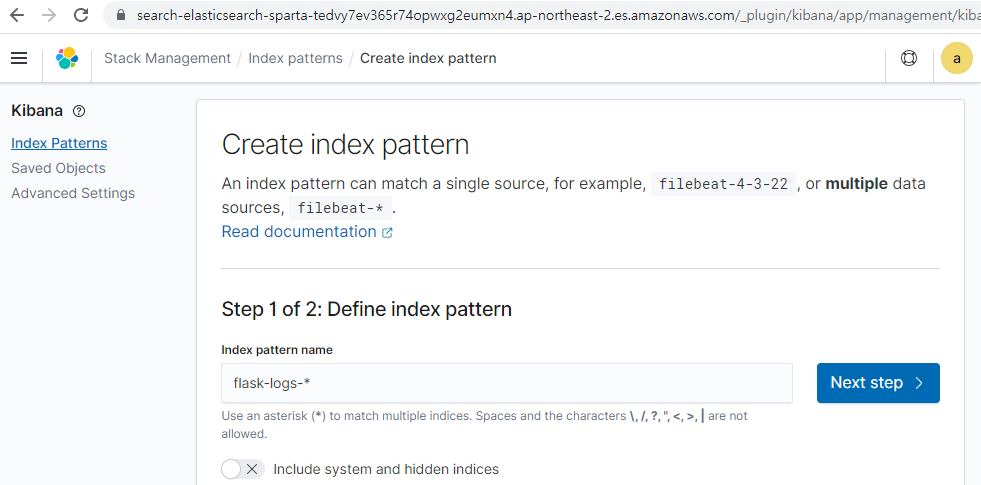 search-elasticsearch-sparta-tedvy7ev365r74opwxg2eumxn4.ap-northeast-2.es.amazonaws.com/_plugin/kibana/app/management/kiba
Stack Management / Index patterns / Create index pattern
a
Kibana
Index Patterns
Saved Objects
Advanced Settings
Create index pattern
An index pattern can match a single source, for example, filebeat-4-3-22 , or multiple data
sources, filebeat-* .
Read documentation
Step 1 of 2: Define index pattern
Index pattern name
flask-logs-*
Next step
Use an asterisk (*) to match multiple indices. Spaces and the characters \, /, ?, ", <, >, | are not
allowed.
Include system and hidden indices